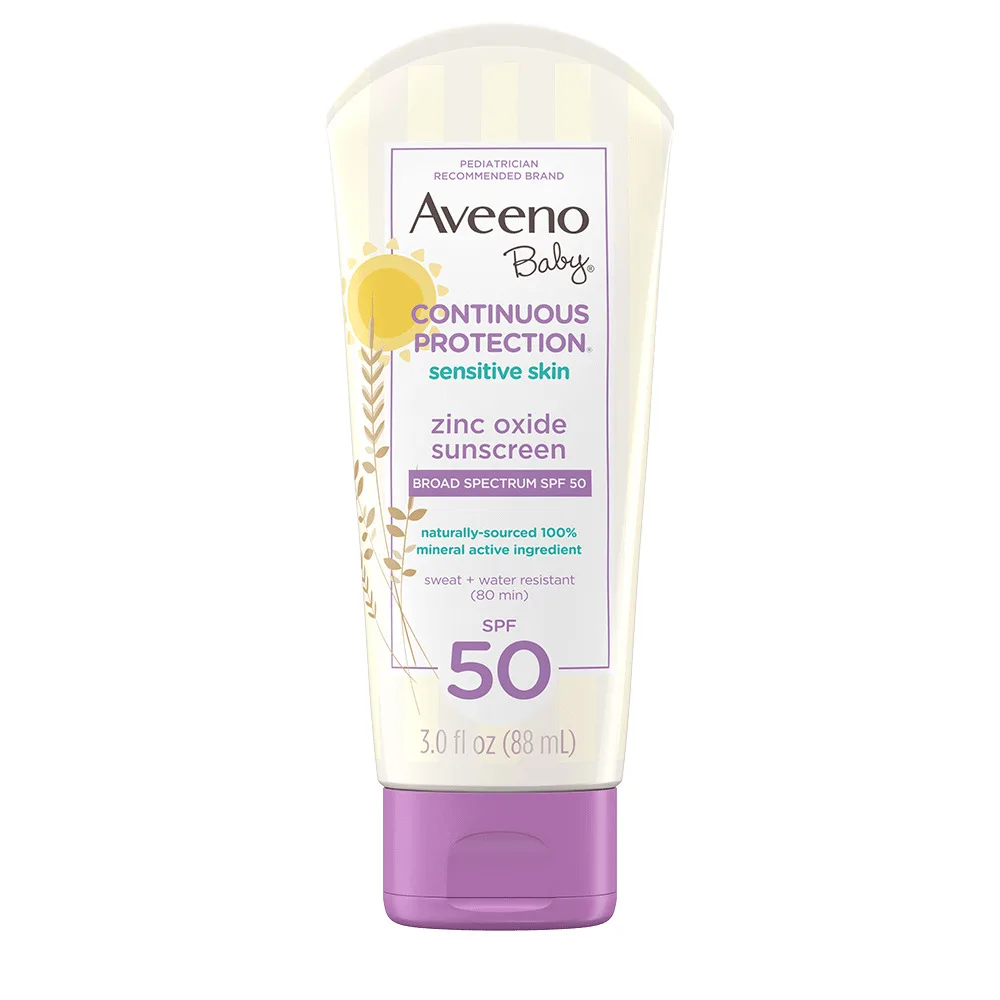 PEDIATRICIAN
RECOMMENDED BRAND
Aveeno
Baby®
CONTINUOUS
PROTECTION®
sensitive skin
zinc oxide
sunscreen
BROAD SPECTRUM SPF 50
naturally-sourced 100%
mineral active ingredient
sweat + water resistant
(80 min)
SPF
50
3.0 fl oz (88 mL)